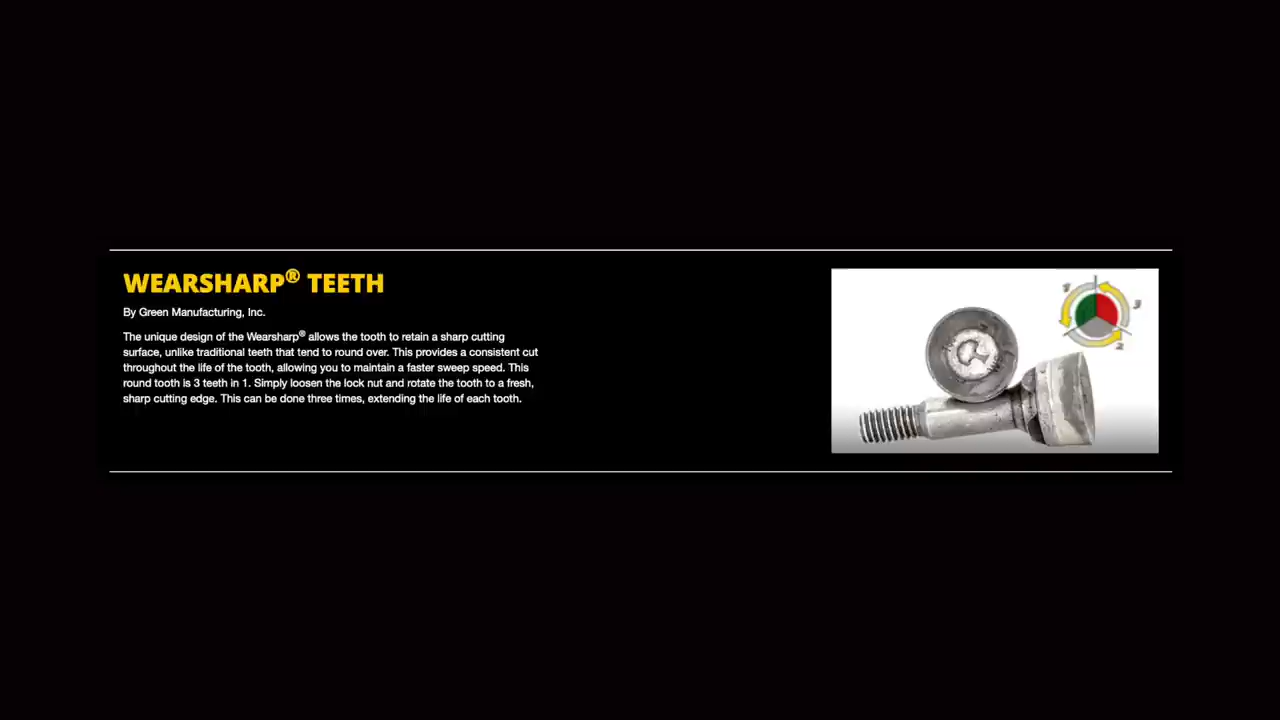 WEARSHARP® TEETH
By Green Manufacturing, Inc.
The unique design of the Wearsharp® allows the tooth to retain a sharp cutting
surface, unlike traditional teeth that tend to round over. This provides a consistent cut
throughout the life of the tooth, allowing you to maintain a faster sweep speed. This
round tooth is 3 teeth in 1. Simply loosen the lock nut and rotate the tooth to a fresh,
sharp cutting edge. This can be done three times, extending the life of each tooth.
1
3
2